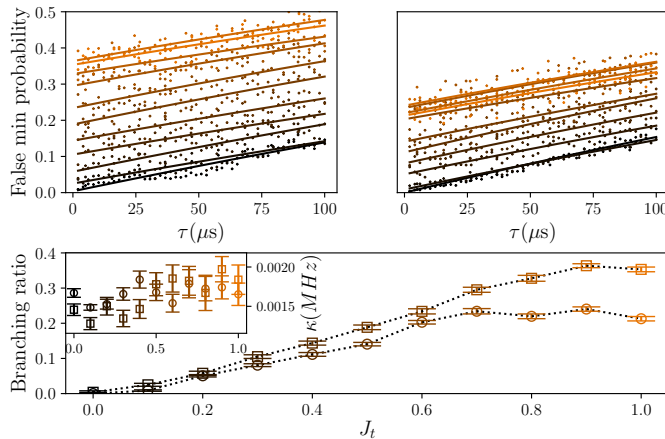 False min probability
0.5
0.4
0.3
0.2
0.1
0.0
0 25 50 75 100
τ(μs)
0 25 50 75 100
τ(μs)
Branching ratio
0.4
0.3
0.2
0.1
0.0
0.0020
0.0015
κ(MHz)
0.0 0.5 1.0
0.0 0.2 0.4 0.6 0.8 1.0
J_t